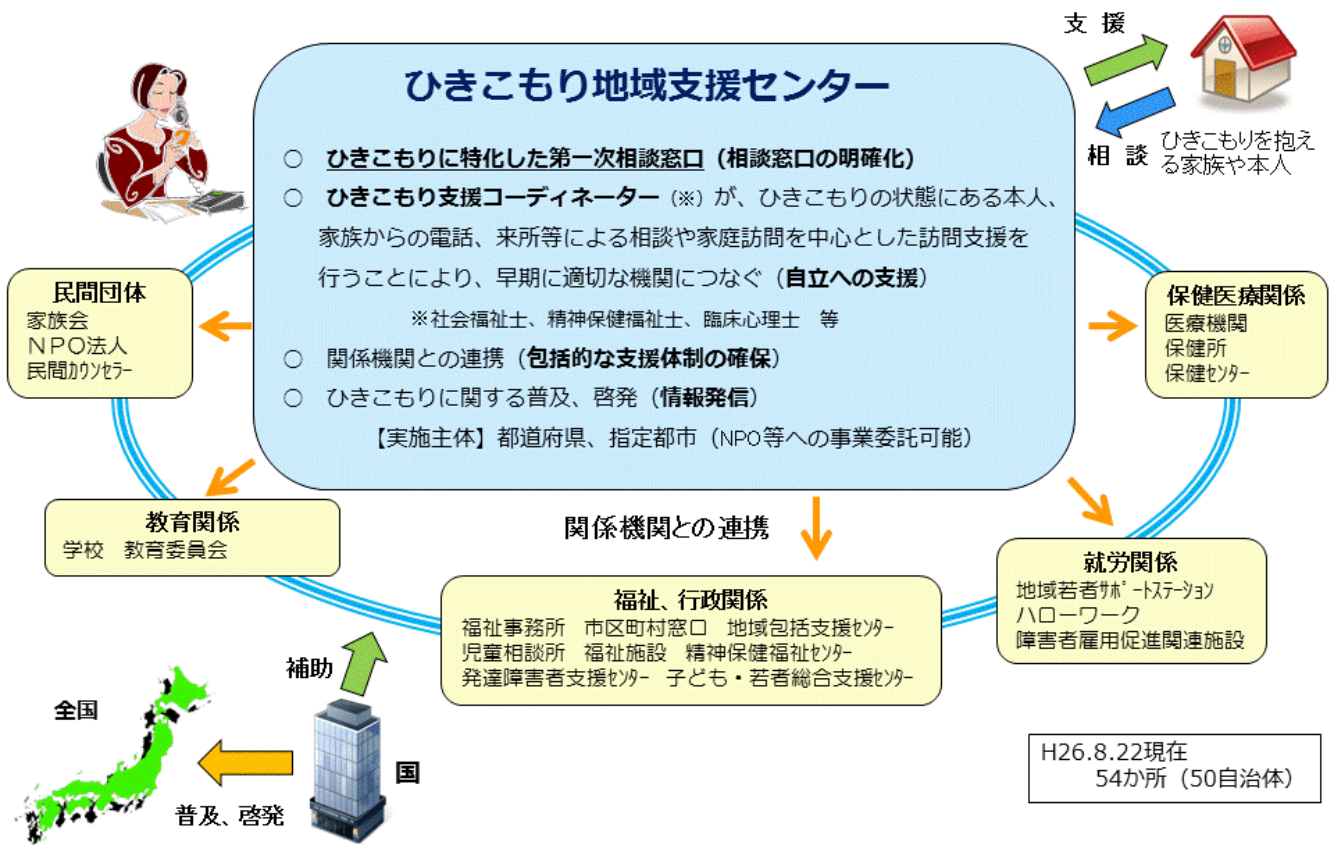 支 援
ひきこもり地域支援センター
相 談
ひきこもりを抱え
る家族や本人
○ ひきこもりに特化した第一次相談窓口（相談窓口の明確化）
○ ひきこもり支援コーディネーター（※）が、ひきこもりの状態にある本人、
家族からの電話、来所等による相談や家庭訪問を中心とした訪問支援を
行うことにより、早期に適切な機関につなぐ（自立への支援）
※社会福祉士、精神保健福祉士、臨床心理士 等
○ 関係機関との連携（包括的な支援体制の確保）
○ ひきこもりに関する普及、啓発（情報発信）
【実施主体】都道府県、指定都市（NPO等への事業委託可能）
民間団体
家族会
ＮＰＯ法人
民間ｶｳﾝｾﾗｰ
保健医療関係
医療機関
保健所
保健ｾﾝﾀｰ
教育関係
学校 教育委員会
関係機関との連携
福祉、行政関係
福祉事務所 市区町村窓口 地域包括支援ｾﾝﾀｰ
児童相談所 福祉施設 精神保健福祉ｾﾝﾀｰ
発達障害者支援ｾﾝﾀｰ 子ども・若者総合支援ｾﾝﾀｰ
就労関係
地域若者ｻﾎﾟｰﾄｽﾃｰｼｮﾝ
ハローワーク
障害者雇用促進関連施設
補助
全国
国
普及、啓発
H26.8.22現在
54か所（50自治体）